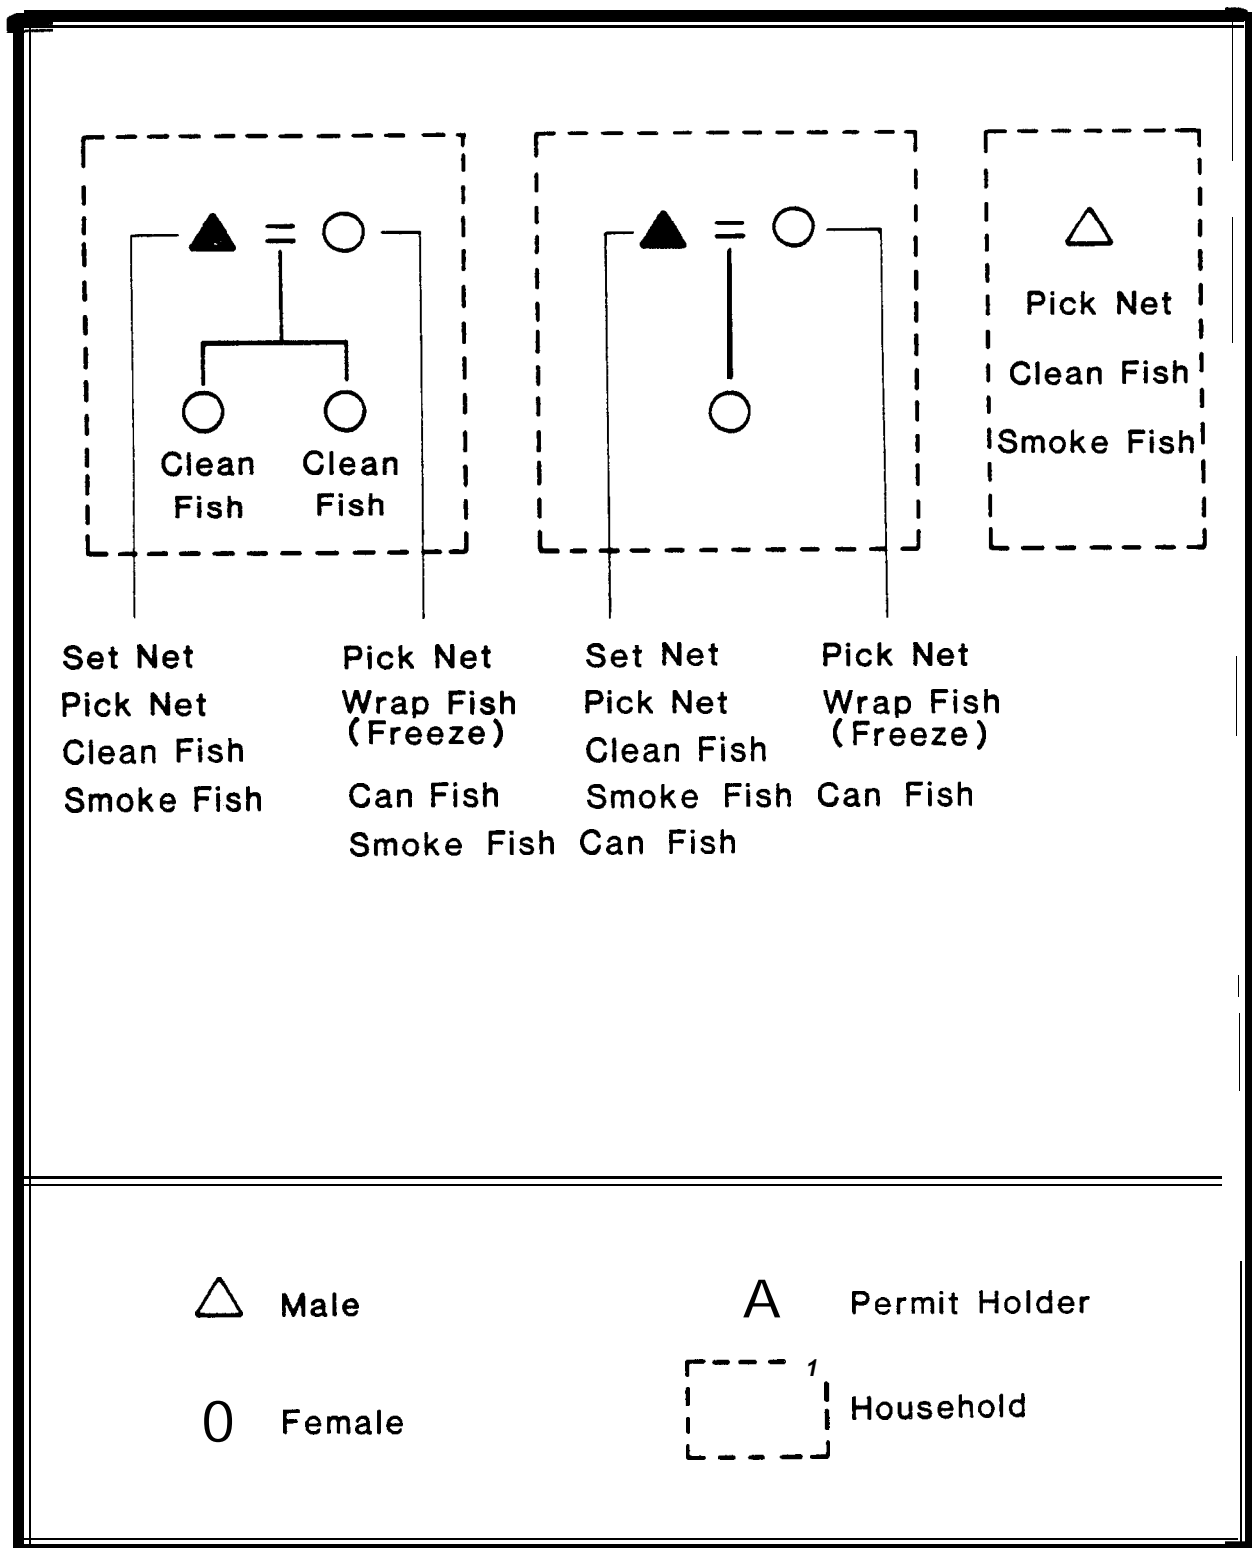 Pick Net
Clean Fish
Smoke Fish
Clean Clean
Fish Fish
Set Net
Pick Net
Clean Fish
Smoke Fish
Pick Net
Wrap Fish
(Freeze)
Can Fish
Smoke Fish
Set Net
Pick Net
Clean Fish
Smoke Fish
Can Fish
Pick Net
Wrap Fish
(Freeze)
Can Fish
Male
A Permit Holder
1
Household
0 Female